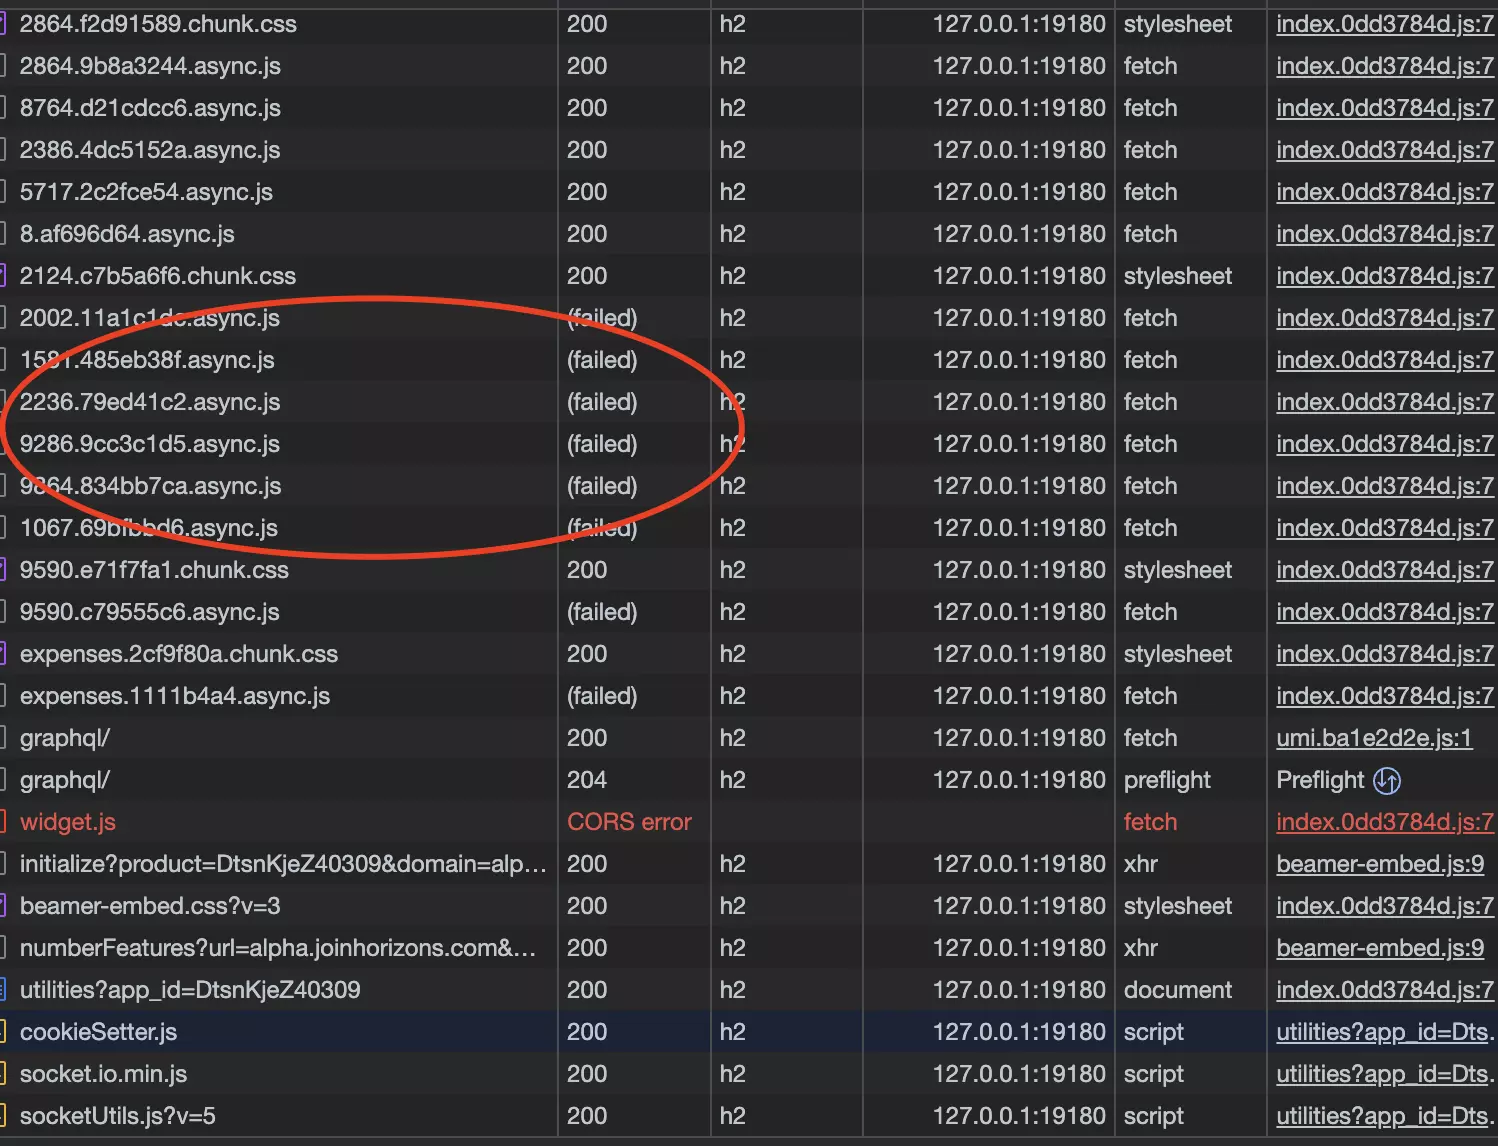 2864.f2d91589.chunk.css 200 h2 127.0.0.1:19180 stylesheet index.0dd3784d.js:7
2864.9b8a3244.async.js 200 h2 127.0.0.1:19180 fetch index.0dd3784d.js:7
8764.d21cdcc6.async.js 200 h2 127.0.0.1:19180 fetch index.0dd3784d.js:7
2386.4dc5152a.async.js 200 h2 127.0.0.1:19180 fetch index.0dd3784d.js:7
5717.2c2fce54.async.js 200 h2 127.0.0.1:19180 fetch index.0dd3784d.js:7
8.af696d64.async.js 200 h2 127.0.0.1:19180 fetch index.0dd3784d.js:7
2124.c7b5a6f6.chunk.css 200 h2 127.0.0.1:19180 stylesheet index.0dd3784d.js:7
2002.11a1c1dc.async.js (failed) h2 127.0.0.1:19180 fetch index.0dd3784d.js:7
1581.485eb38f.async.js (failed) h2 127.0.0.1:19180 fetch index.0dd3784d.js:7
2236.79ed41c2.async.js (failed) h2 127.0.0.1:19180 fetch index.0dd3784d.js:7
9286.9cc3c1d5.async.js (failed) h2 127.0.0.1:19180 fetch index.0dd3784d.js:7
9864.834bb7ca.async.js (failed) h2 127.0.0.1:19180 fetch index.0dd3784d.js:7
1067.69bfbbd6.async.js (failed) h2 127.0.0.1:19180 fetch index.0dd3784d.js:7
9590.e71f7fa1.chunk.css 200 h2 127.0.0.1:19180 stylesheet index.0dd3784d.js:7
9590.c79555c6.async.js (failed) h2 127.0.0.1:19180 fetch index.0dd3784d.js:7
expenses.2cf9f80a.chunk.css 200 h2 127.0.0.1:19180 stylesheet index.0dd3784d.js:7
expenses.1111b4a4.async.js (failed) h2 127.0.0.1:19180 fetch index.0dd3784d.js:7
graphql/ 200 h2 127.0.0.1:19180 fetch umi.ba1e2d2e.js:1
graphql/ 204 h2 127.0.0.1:19180 preflight Preflight
widget.js CORS error fetch index.0dd3784d.js:7
initialize?product=DtsnKjeZ40309&domain=alp... 200 h2 127.0.0.1:19180 xhr beamer-embed.js:9
beamer-embed.css?v=3 200 h2 127.0.0.1:19180 stylesheet index.0dd3784d.js:7
numberFeatures?url=alpha.joinhorizons.com&... 200 h2 127.0.0.1:19180 xhr beamer-embed.js:9
utilities?app_id=DtsnKjeZ40309 200 h2 127.0.0.1:19180 document index.0dd3784d.js:7
cookieSetter.js 200 h2 127.0.0.1:19180 script utilities?app_id=Dts.
socket.io.min.js 200 h2 127.0.0.1:19180 script utilities?app_id=Dts.
socketUtils.js?v=5 200 h2 127.0.0.1:19180 script utilities?app_id=Dts.